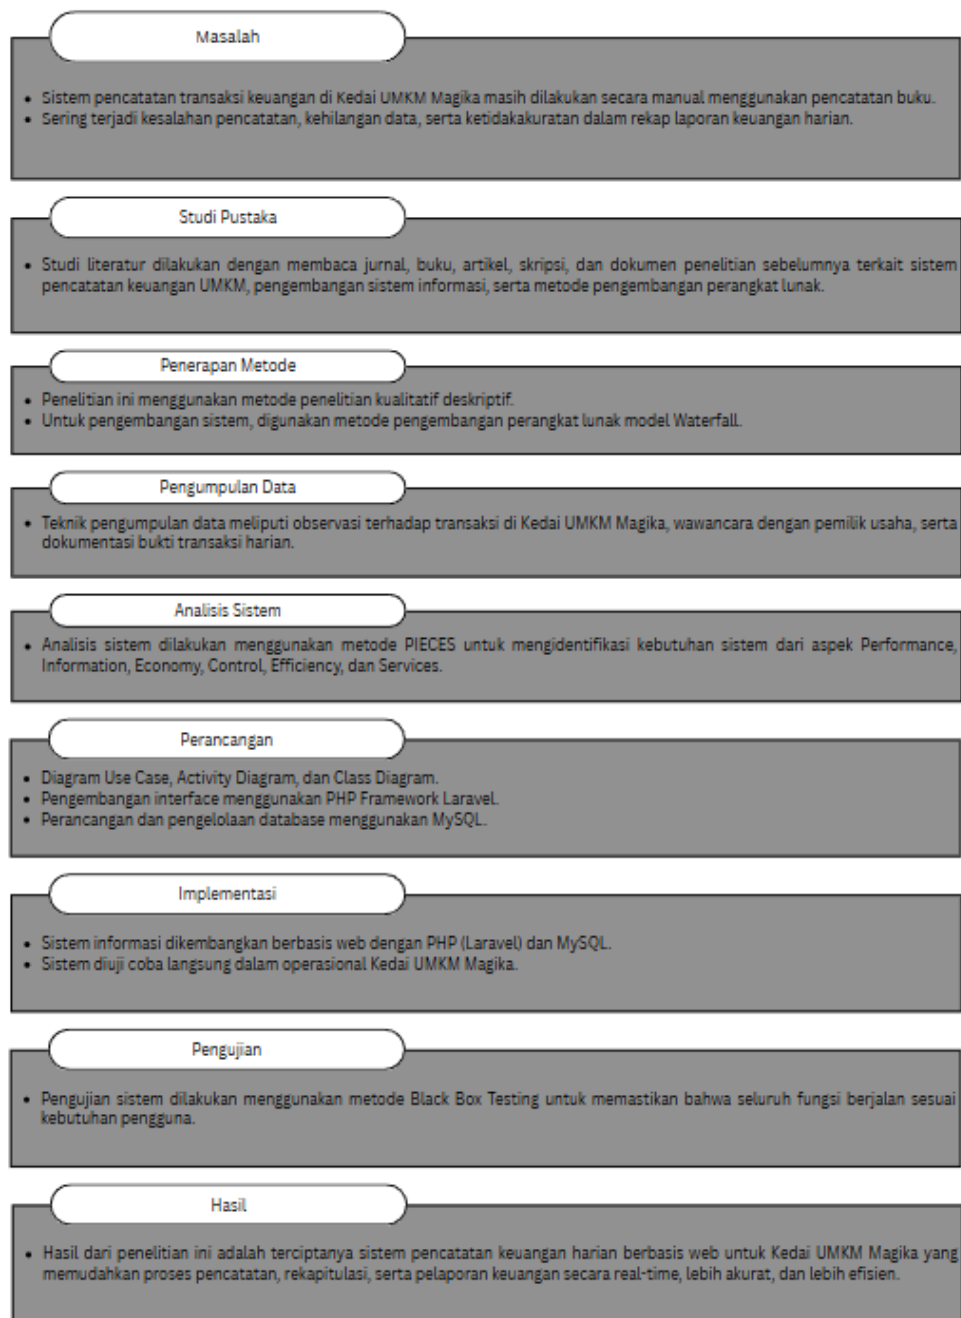 Masalah
• Sistem pencatatan transaksi keuangan di Kedai UMKM Magika masih dilakukan secara manual menggunakan pencatatan buku.
• Sering terjadi kesalahan pencatatan, kehilangan data, serta ketidakakuratan dalam rekap laporan keuangan harian.
Studi Pustaka
• Studi literatur dilakukan dengan membaca jurnal, buku, artikel, skripsi, dan dokumen penelitian sebelumnya terkait sistem
pencatatan keuangan UMKM, pengembangan sistem informasi, serta metode pengembangan perangkat lunak.
Penerapan Metode
• Penelitian ini menggunakan metode penelitian kualitatif deskriptif.
• Untuk pengembangan sistem, digunakan metode pengembangan perangkat lunak model Waterfall.
Pengumpulan Data
• Teknik pengumpulan data meliputi observasi terhadap transaksi di Kedai UMKM Magika, wawancara dengan pemilik usaha, serta
dokumentasi bukti transaksi harian.
Analisis Sistem
• Analisis sistem dilakukan menggunakan metode PIECES untuk mengidentifikasi kebutuhan sistem dari aspek Performance,
Information, Economy, Control, Efficiency, dan Services.
Perancangan
• Diagram Use Case, Activity Diagram, dan Class Diagram.
• Pengembangan interface menggunakan PHP Framework Laravel.
• Perancangan dan pengelolaan database menggunakan MySQL.
Implementasi
• Sistem informasi dikembangkan berbasis web dengan PHP (Laravel) dan MySQL.
• Sistem diuji coba langsung dalam operasional Kedai UMKM Magika.
Pengujian
• Pengujian sistem dilakukan menggunakan metode Black Box Testing untuk memastikan bahwa seluruh fungsi berjalan sesuai
kebutuhan pengguna.
Hasil
• Hasil dari penelitian ini adalah terciptanya sistem pencatatan keuangan harian berbasis web untuk Kedai UMKM Magika yang
memudahkan proses pencatatan, rekapitulasi, serta pelaporan keuangan secara real-time, lebih akurat, dan lebih efisien.